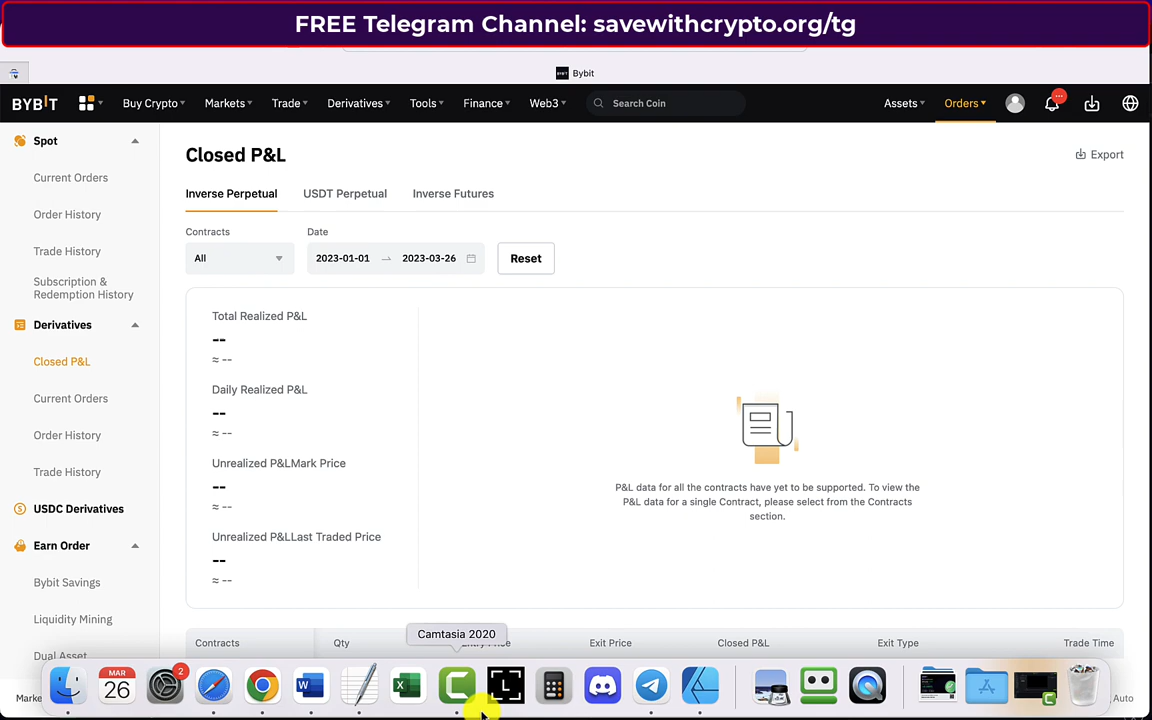 FREE Telegram Channel: savewithcrypto.org/tg
Bybit
BYBIT Buy Crypto Markets Trade Derivatives Tools Finance Web3 Search Coin Assets Orders
Spot
Current Orders
Order History
Trade History
Subscription &
Redemption History
Derivatives
Closed P&L
Current Orders
Order History
Trade History
USDC Derivatives
Earn Order
Bybit Savings
Liquidity Mining
Dual Asset
Closed P&L
Export
Inverse Perpetual USDT Perpetual Inverse Futures
Contracts Date
All 2023-01-01 → 2023-03-26 Reset
Total Realized P&L
--
≈ --
Daily Realized P&L
--
≈ --
Unrealized P&LMark Price
--
≈ --
Unrealized P&LLast Traded Price
--
≈ --
P&L data for all the contracts have yet to be supported. To view the
P&L data for a single Contract, please select from the Contracts
section.
Contracts Qty Entry Price Exit Price Closed P&L Exit Type Trade Time
Camtasia 2020
MAR
26
2